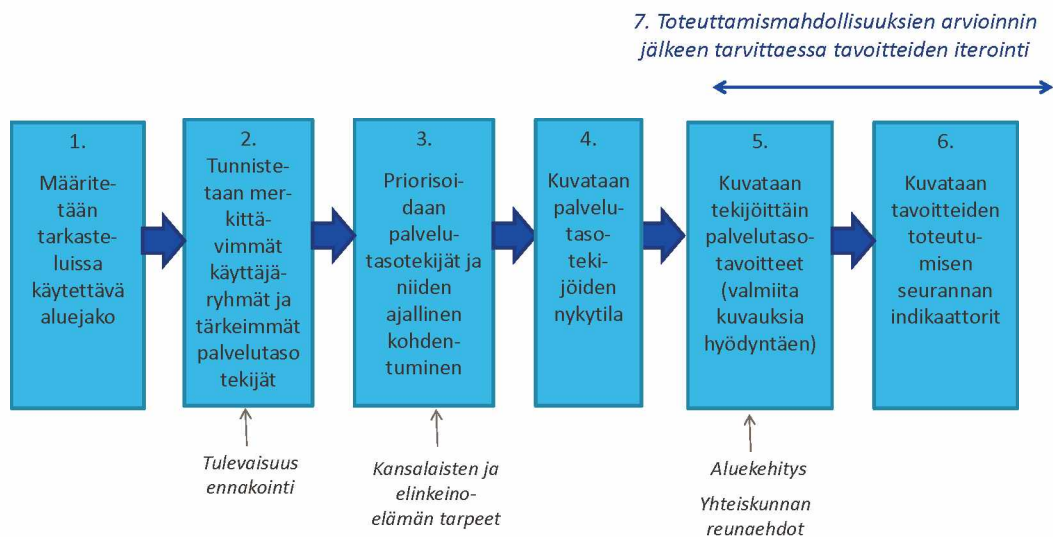 7. Toteuttamismahdollisuuksien arvioinnin
jälkeen tarvittaessa tavoitteiden iterointi
1.
Määrite-
tään
tarkaste-
luissa
käytettävä
aluejako
2.
Tunniste-
taan mer-
kittä-
vimmät
käyttäjä-
ryhmät ja
tärkeimmät
palvelutaso
tekijät
3.
Priorisoi-
daan
palvelu-
tasotekijät ja
niiden
ajallinen
kohden-
tuminen
4.
Kuvataan
palvelu-
taso-
teki-
jöiden
nykytila
5.
Kuvataan
tekijöittäin
palvelutaso-
tavoitteet
(valmiita
kuvauksia
hyödyntäen)
6.
Kuvataan
tavoitteiden
toteutu-
misen
seurannan
indikaattorit
Tulevaisuus
ennakointi
Kansalaisten ja
elinkeino-
elämän tarpeet
Aluekehitys
Yhteiskunnan
reunaehdot